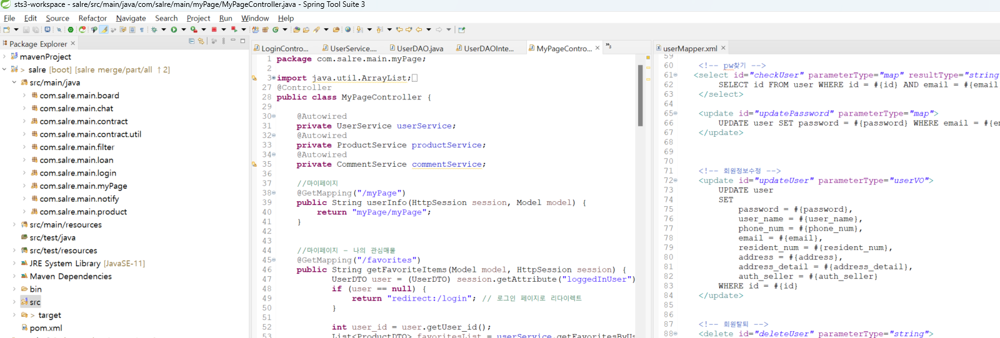 sts3-workspace - salre/src/main/java/com/salre/main/myPage/MyPageController.java - Spring Tool Suite 3
File Edit Source Refactor Navigate Search Project Run Window Help
Package Explorer
mavenProject
> salre [boot] [salre merge/part/all ↑2]
src/main/java
com.salre.main.board
com.salre.main.chat
com.salre.main.contract
com.salre.main.contract.util
com.salre.main.filter
com.salre.main.loan
com.salre.main.login
com.salre.main.myPage
com.salre.main.notify
com.salre.main.product
src/main/resources
src/test/java
src/test/resources
JRE System Library [JavaSE-11]
Maven Dependencies
bin
src
> target
pom.xml
LoginContro... UserService.... UserDAO.java UserDAOInte... MyPageContro...
1 package com.salre.main.myPage;
2
3 import java.util.ArrayList;
27 @Controller
28 public class MyPageController {
29
30 @Autowired
31 private UserService userService;
32 @Autowired
33 private ProductService productService;
34 @Autowired
35 private CommentService commentService;
36
37 //마이페이지
38 @GetMapping("/myPage")
39 public String userInfo(HttpSession session, Model model) {
40 return "myPage/myPage";
41 }
42
43
44 //마이페이지 - 나의 관심매물
45 @GetMapping("/favorites")
46 public String getFavoriteItems(Model model, HttpSession session) {
47 UserDTO user = (UserDTO) session.getAttribute("loggedInUser")
48 if (user == null) {
49 return "redirect:/login"; // 로그인 페이지로 리다이렉트
50 }
51
52 int user_id = user.getUser_id();
53 List<ProductDTO> favoritesList = userService.getFavoritesByUs
userMapper.xml
59
60 <!-- pw찾기 -->
61 <select id="checkUser" parameterType="map" resultType="string
62 SELECT id FROM user WHERE id = #{id} AND email = #{email
63 </select>
64
65 <update id="updatePassword" parameterType="map">
66 UPDATE user SET password = #{password} WHERE email = #{em
67 </update>
68
69
70
71 <!-- 회원정보수정 -->
72 <update id="updateUser" parameterType="userVO">
73 UPDATE user
74 SET
75 password = #{password},
76 user_name = #{user_name},
77 phone_num = #{phone_num},
78 email = #{email},
79 resident_num = #{resident_num},
80 address = #{address},
81 address_detail = #{address_detail},
82 auth_seller = #{auth_seller}
83 WHERE id = #{id}
84 </update>
85
86
87 <!-- 회원탈퇴 -->
88 <delete id="deleteUser" parameterType="string">